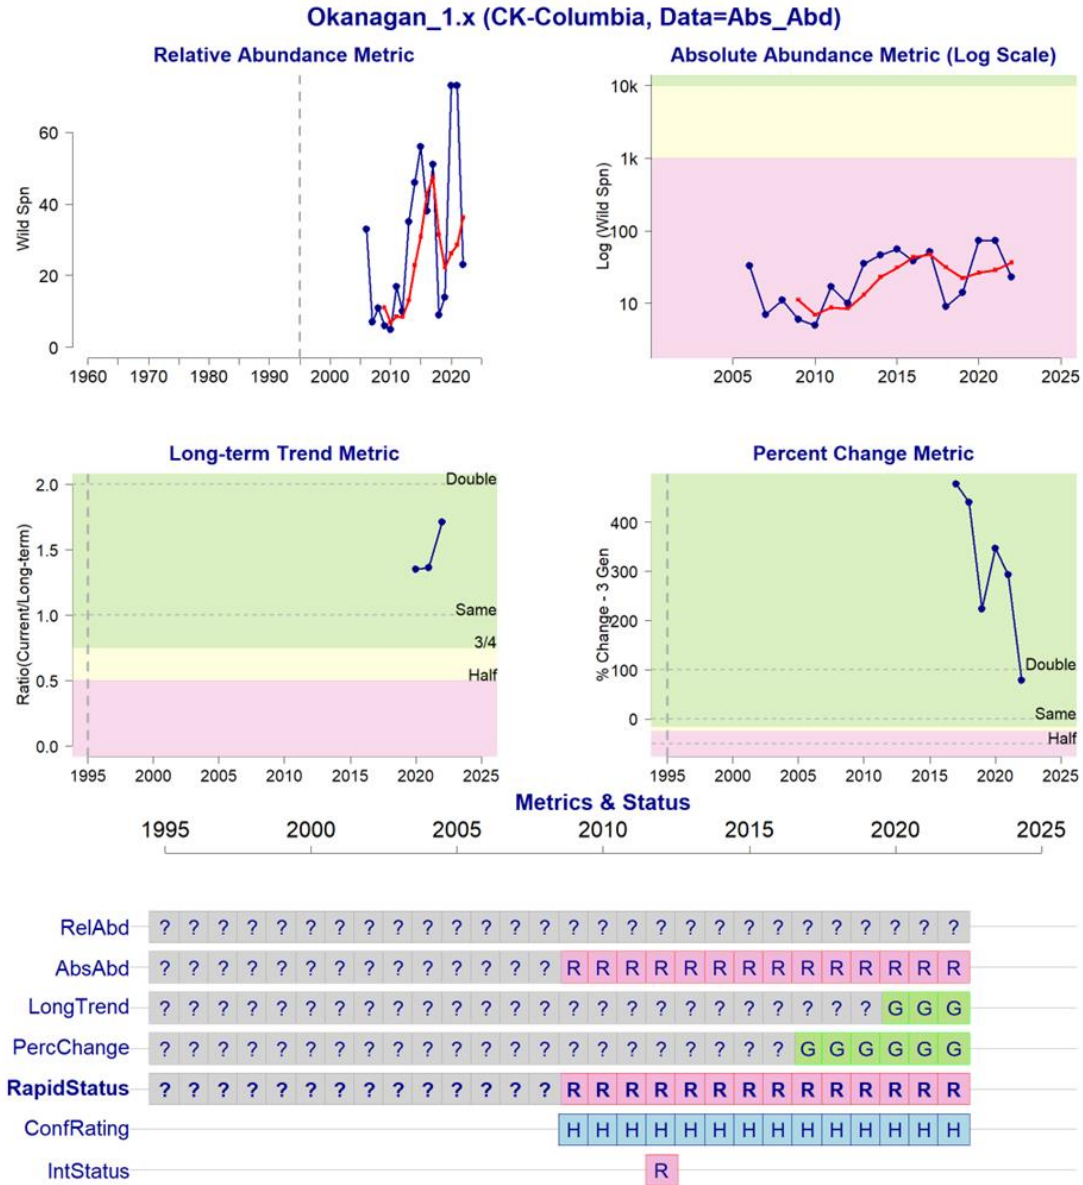 Okanagan_1.x (CK-Columbia, Data=Abs_Abd)
Relative Abundance Metric
Wild Spn
60
40
20
0
1960 1970 1980 1990 2000 2010 2020
Absolute Abundance Metric (Log Scale)
Log (Wild Spn)
10k
1k
100
10
2005 2010 2015 2020 2025
Long-term Trend Metric
Ratio(Current/Long-term)
2.0
1.5
1.0
0.5
0.0
Double
Same
3/4
Half
1995 2000 2005 2010 2015 2020 2025
Percent Change Metric
% Change - 3 Gen
400
300
200
100
0
Double
Same
Half
1995 2000 2005 2010 2015 2020 2025
Metrics & Status
1995 2000 2005 2010 2015 2020 2025
RelAbd ? ? ? ? ? ? ? ? ? ? ? ? ? ? ? ? ? ? ? ? ? ? ? ? ? ? ? ?
AbsAbd ? ? ? ? ? ? ? ? ? ? ? ? ? ? R R R R R R R R R R R R R R
LongTrend ? ? ? ? ? ? ? ? ? ? ? ? ? ? ? ? ? ? ? ? ? ? ? ? ? G G G
PercChange ? ? ? ? ? ? ? ? ? ? ? ? ? ? ? ? ? ? ? ? ? ? G G G G G G
RapidStatus ? ? ? ? ? ? ? ? ? ? ? ? ? ? R R R R R R R R R R R R R R
ConfRating H H H H H H H H H H H H H H
IntStatus R